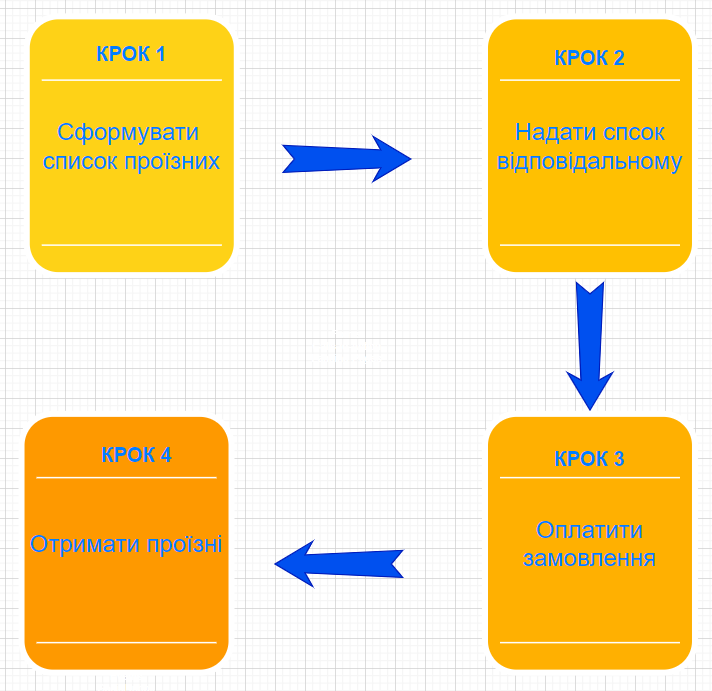 КРОК 1
Сформувати
список проїзних
КРОК 2
Надати спсок
відповідальному
КРОК 3
Оплатити
замовлення
КРОК 4
Отримати проїзні